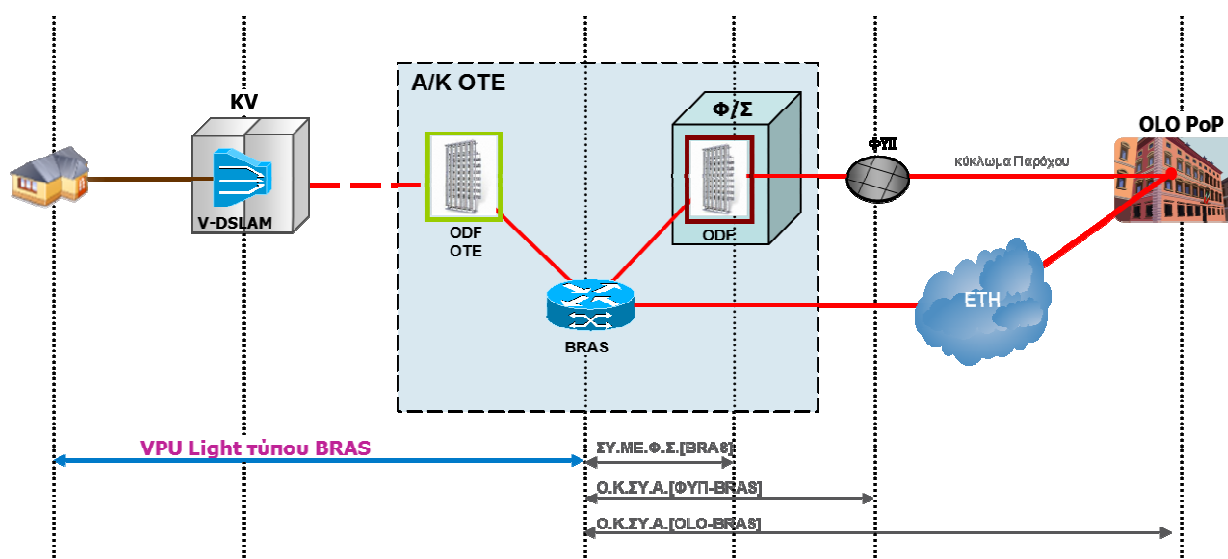 Α/Κ ΟΤΕ
KV
Φ/Σ
OLO PoP
ΦΥΠ
κύκλωμα Παρόχου
V-DSLAM
ODF
OTE
ODF
ETH
BRAS
VPU Light τύπου BRAS
ΣΥ.ΜΕ.Φ.Σ.[BRAS]
Ο.Κ.ΣΥ.Α.[ΦΥΠ-BRAS]
Ο.Κ.ΣΥ.Α.[OLO-BRAS]